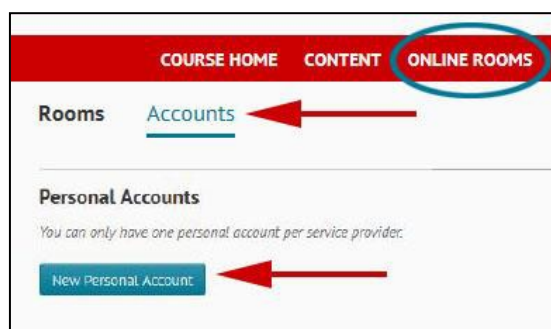 COURSE HOME CONTENT ONLINE ROOMS
Rooms Accounts
Personal Accounts
You can only have one personal account per service provider.
New Personal Account